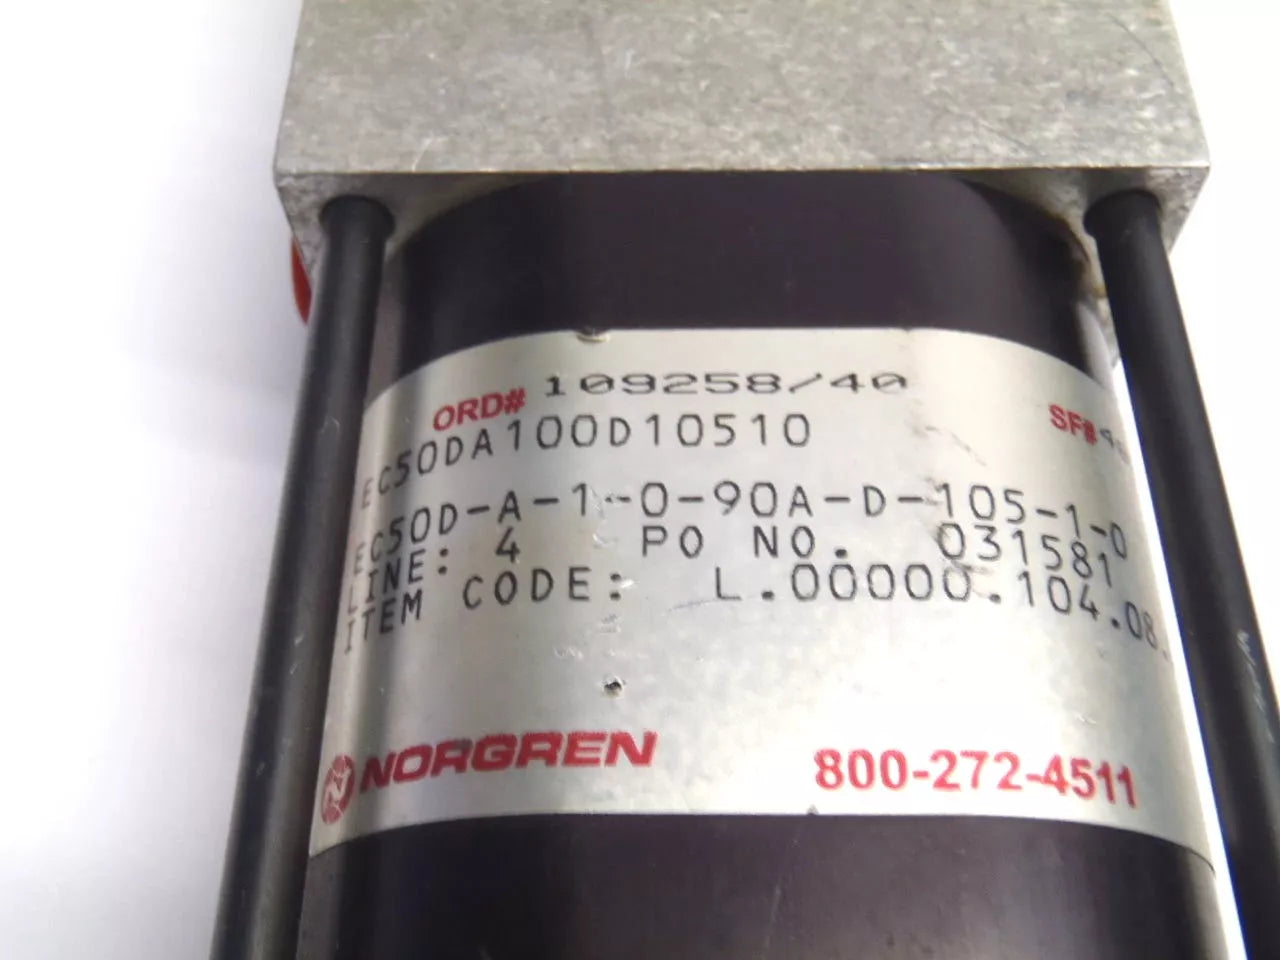 ORD# 109258/40 SF#
EC50DA100D10510
EC50D-A-1-0-90A-D-105-1-0
LINE: 4 PO NO. 031581
ITEM CODE: L.00000.104.08.
NORGREN 800-272-4511